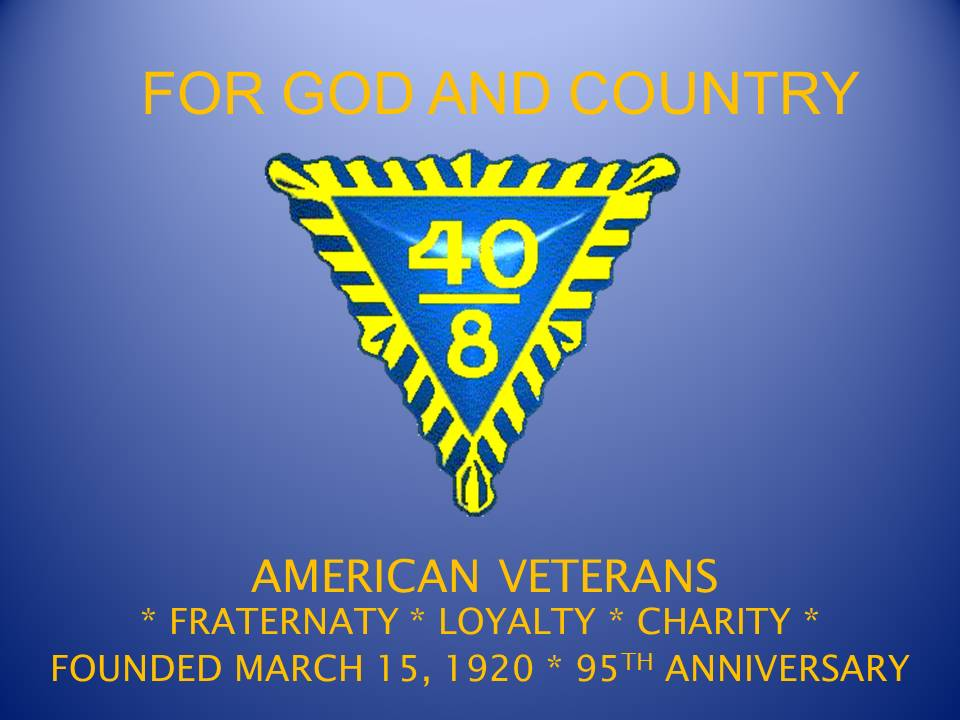 FOR GOD AND COUNTRY
40
8
AMERICAN VETERANS
* FRATERNATY * LOYALTY * CHARITY *
FOUNDED MARCH 15, 1920 * 95TH ANNIVERSARY